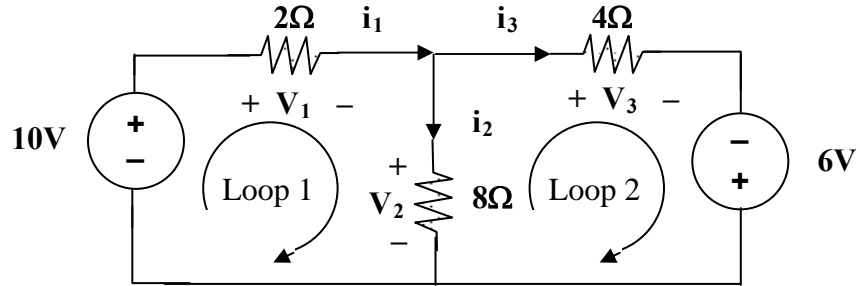 2Ω i₁ i₃ 4Ω
+ V₁ − + V₃ −
10V + − i₂ − + 6V
Loop 1 + V₂ − 8Ω Loop 2